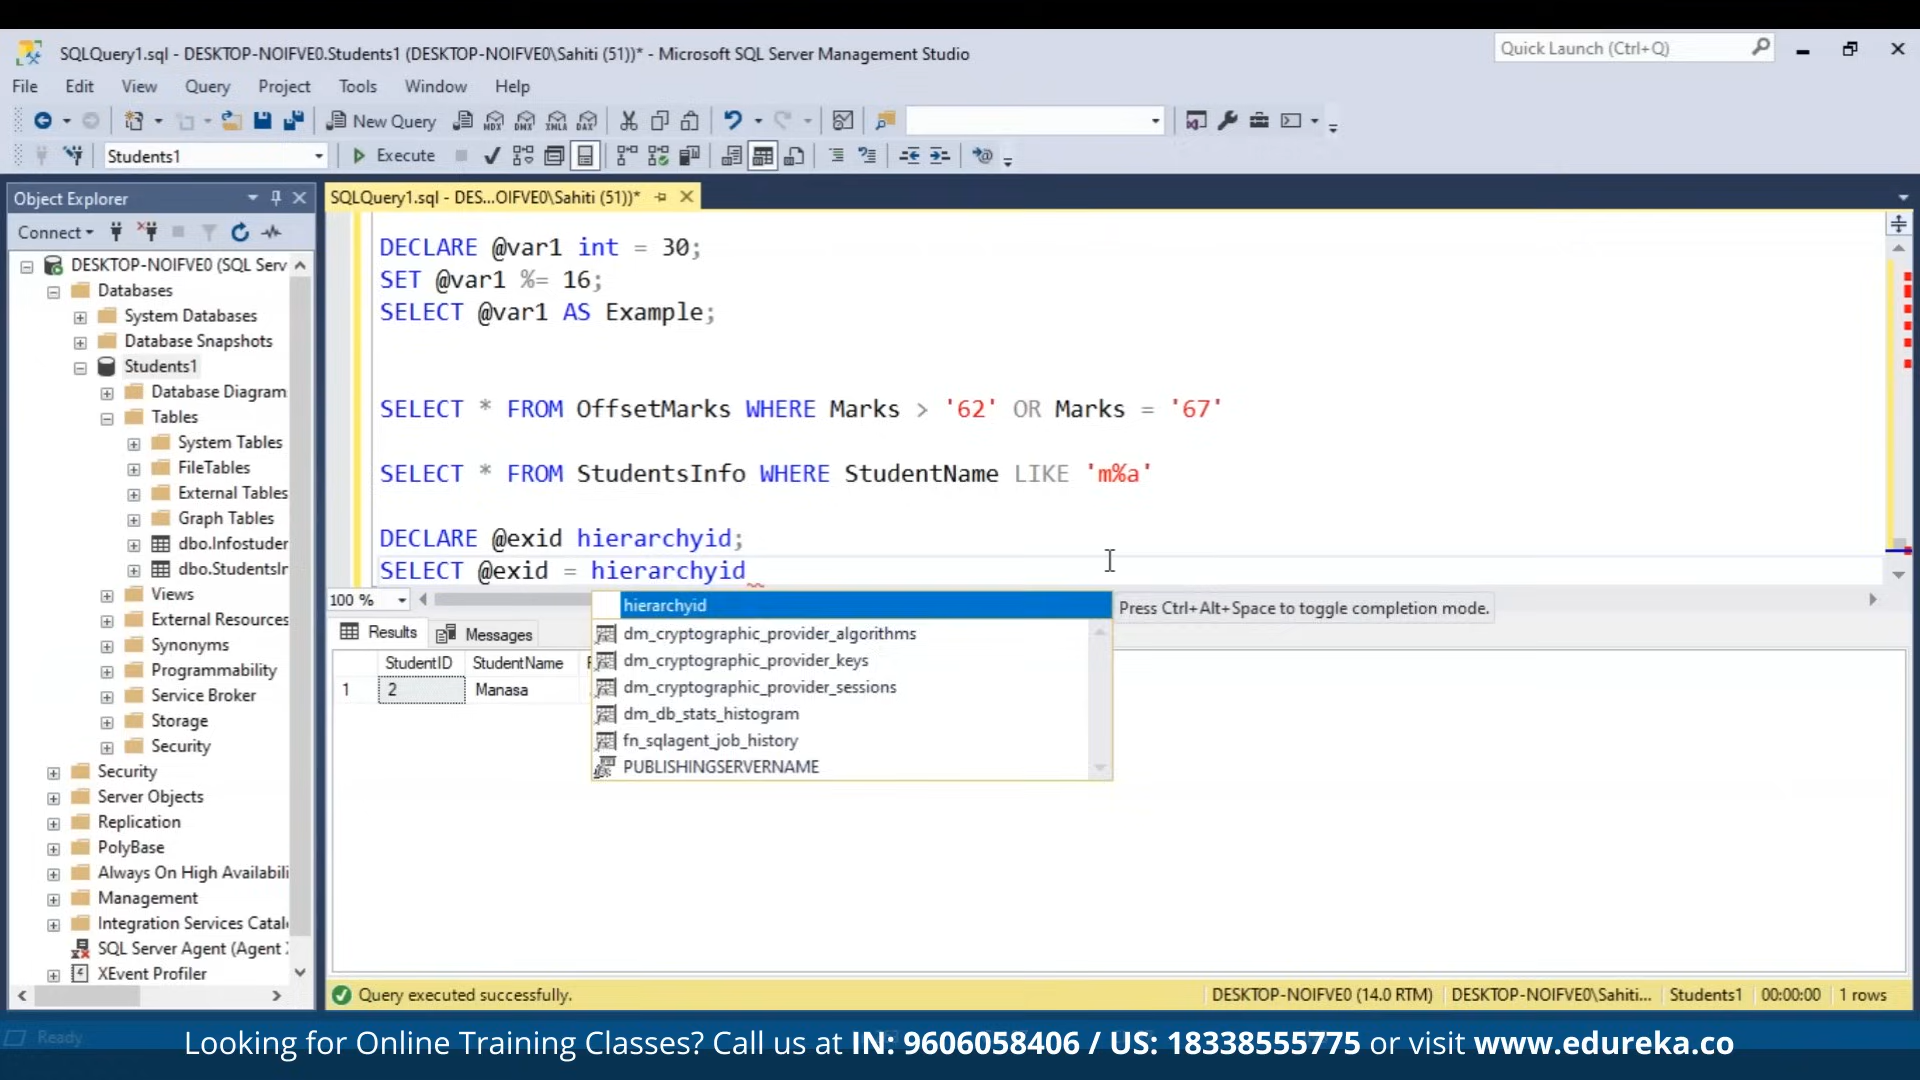 SQLQuery1.sql - DESKTOP-NOIFVE0.Students1 (DESKTOP-NOIFVE0\Sahiti (51))* - Microsoft SQL Server Management Studio
Quick Launch (Ctrl+Q)
File Edit View Query Project Tools Window Help
New Query
MDX DMX XMLA DAX
Students1
Execute
Object Explorer
Connect
DESKTOP-NOIFVE0 (SQL Serv
Databases
System Databases
Database Snapshots
Students1
Database Diagram
Tables
System Tables
FileTables
External Tables
Graph Tables
dbo.Infostuder
dbo.StudentsIr
Views
External Resources
Synonyms
Programmability
Service Broker
Storage
Security
Security
Server Objects
Replication
PolyBase
Always On High Availabili
Management
Integration Services Catal
SQL Server Agent (Agent
XEvent Profiler
SQLQuery1.sql - DES...OIFVE0\Sahiti (51))*
DECLARE @var1 int = 30;
SET @var1 %= 16;
SELECT @var1 AS Example;
SELECT * FROM OffsetMarks WHERE Marks > '62' OR Marks = '67'
SELECT * FROM StudentsInfo WHERE StudentName LIKE 'm%a'
DECLARE @exid hierarchyid;
SELECT @exid = hierarchyid
100 %
hierarchyid
dm_cryptographic_provider_algorithms
dm_cryptographic_provider_keys
dm_cryptographic_provider_sessions
dm_db_stats_histogram
fn_sqlagent_job_history
PUBLISHINGSERVERNAME
Press Ctrl+Alt+Space to toggle completion mode.
Results Messages
StudentID StudentName
1 2 Manasa
Query executed successfully.
DESKTOP-NOIFVE0 (14.0 RTM) DESKTOP-NOIFVE0\Sahiti... Students1 00:00:00 1 rows
Ready
Looking for Online Training Classes? Call us at IN: 9606058406 / US: 18338555775 or visit www.edureka.co